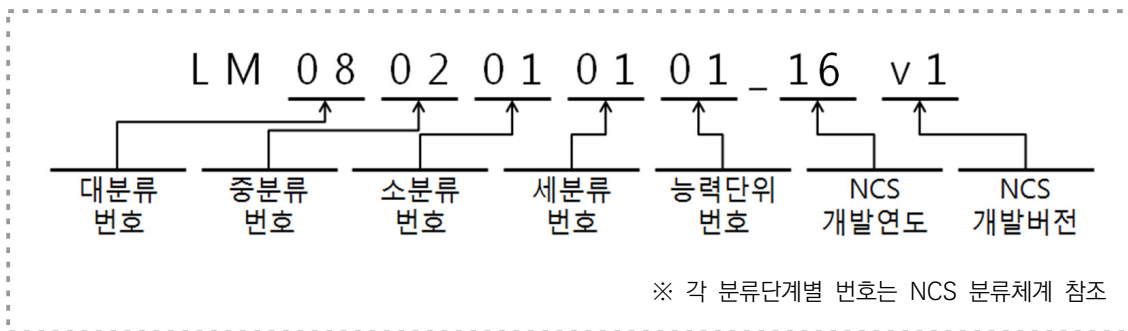 LM 08 02 01 01 01 _ 16 v1
대분류 중분류 소분류 세분류 능력단위 NCS NCS
번호 번호 번호 번호 번호 개발연도 개발버전
※ 각 분류단계별 번호는 NCS 분류체계 참조